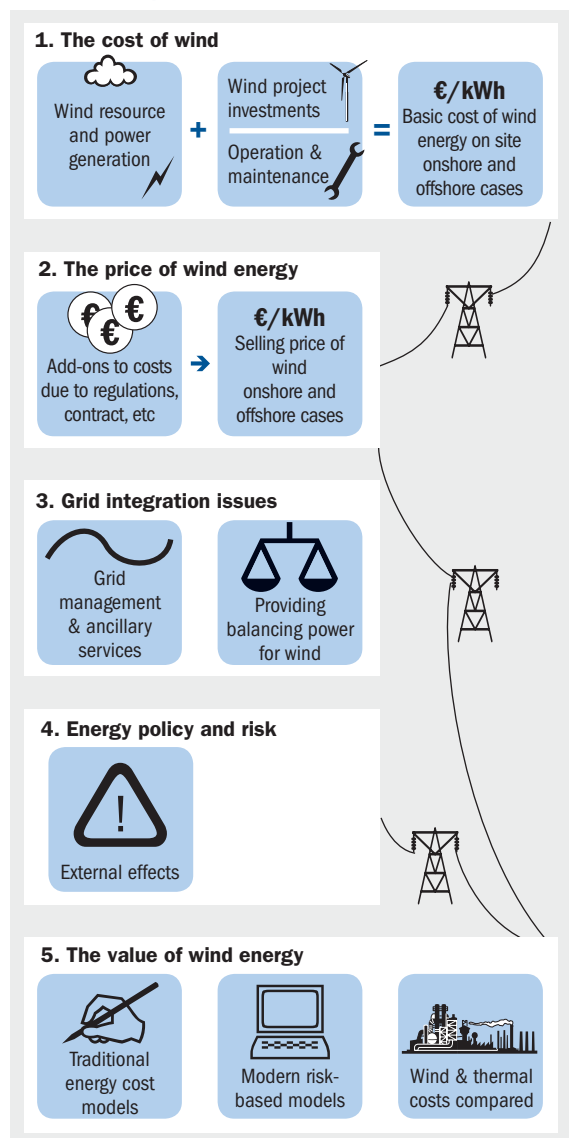 1. The cost of wind
Wind resource
and power
generation
+
Wind project
investments
Operation &
maintenance
=
€/kWh
Basic cost of wind
energy on site
onshore and
offshore cases
2. The price of wind energy
€ € €
Add-ons to costs
due to regulations,
contract, etc
€/kWh
Selling price of
wind
onshore and
offshore cases
3. Grid integration issues
Grid
management
& ancillary
services
Providing
balancing power
for wind
4. Energy policy and risk
!
External effects
5. The value of wind energy
Traditional
energy cost
models
Modern risk-
based models
Wind & thermal
costs compared